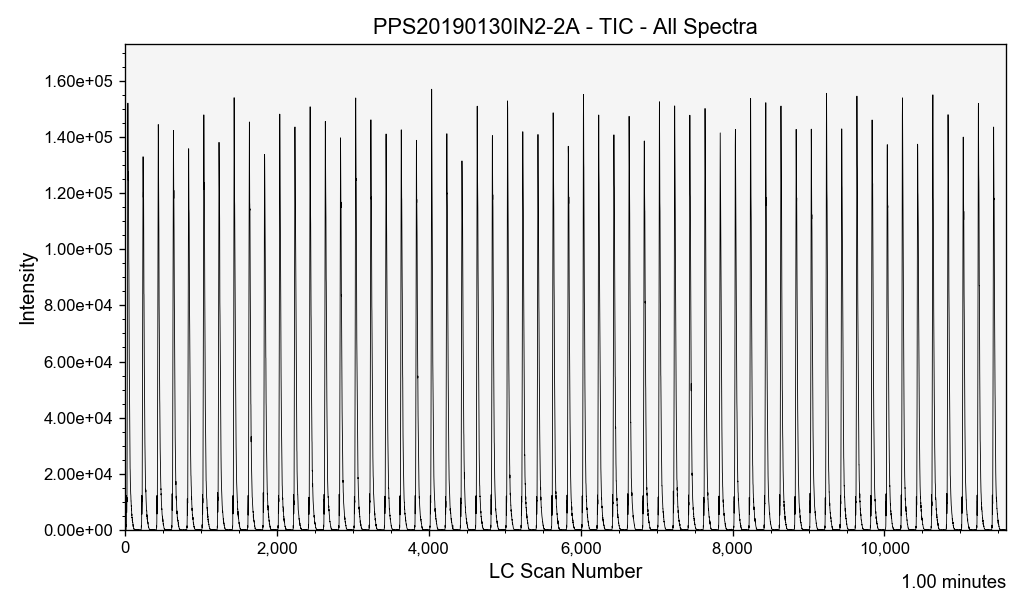 PPS20190130IN2-2A - TIC - All Spectra
1.60e+05
1.40e+05
1.20e+05
1.00e+05
8.00e+04
6.00e+04
4.00e+04
2.00e+04
0.00e+00
Intensity
0 2,000 4,000 6,000 8,000 10,000
LC Scan Number
1.00 minutes